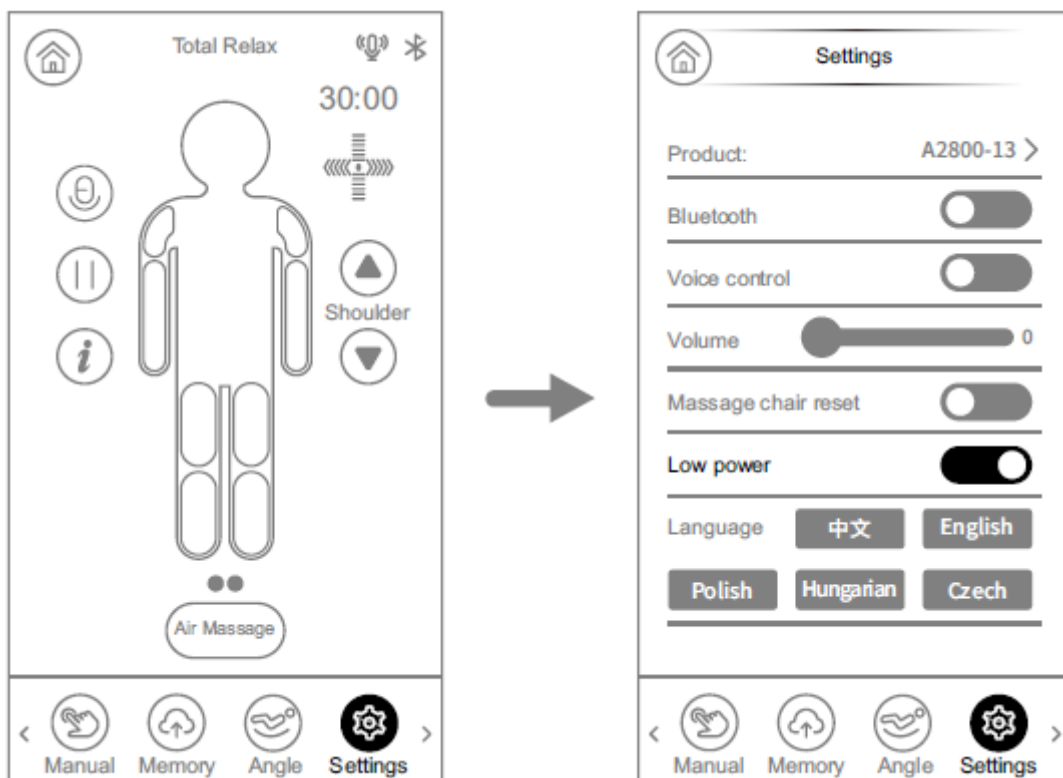 Total Relax
30:00
Shoulder
Air Massage
Manual Memory Angle Settings
Settings
Product: A2800-13
Bluetooth
Voice control
Volume 0
Massage chair reset
Low power
Language 中文 English
Polish Hungarian Czech
Manual Memory Angle Settings